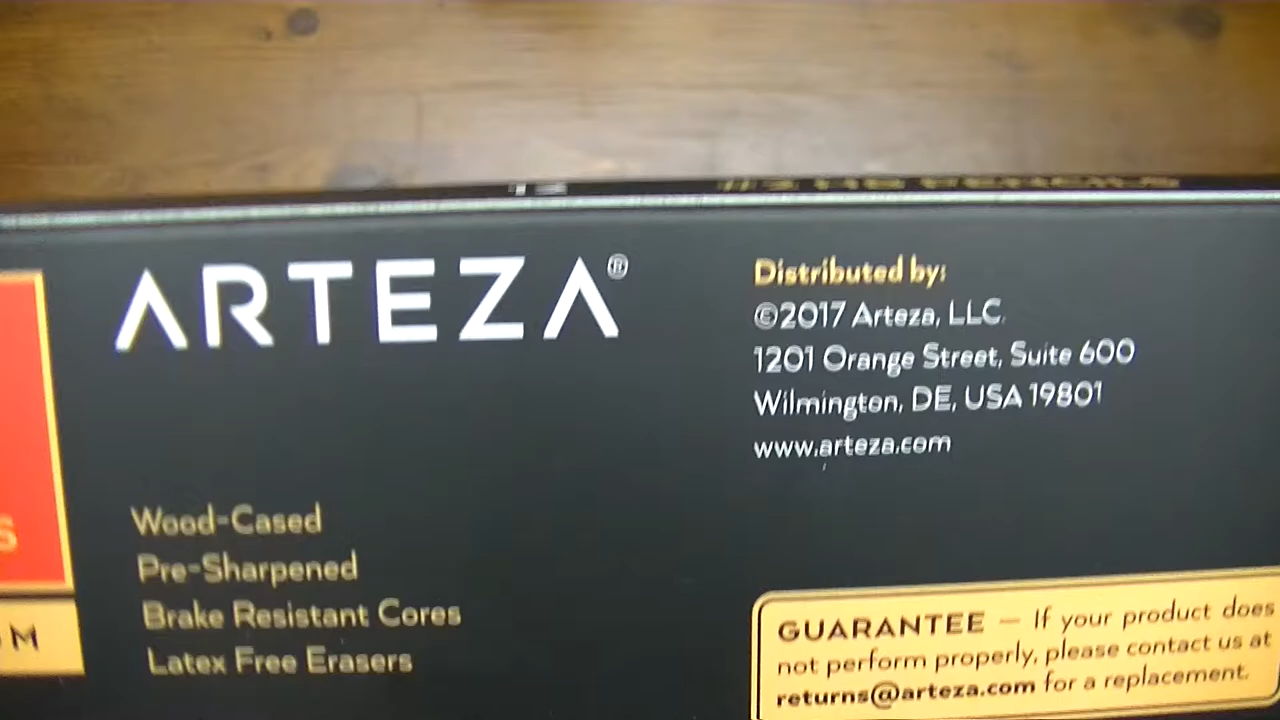 ARTEZA®
Distributed by:
©2017 Arteza, LLC.
1201 Orange Street, Suite 600
Wilmington, DE, USA 19801
www.arteza.com
Wood-Cased
Pre-Sharpened
Brake Resistant Cores
Latex Free Erasers
GUARANTEE — If your product does
not perform properly, please contact us at
returns@arteza.com for a replacement.
S
M